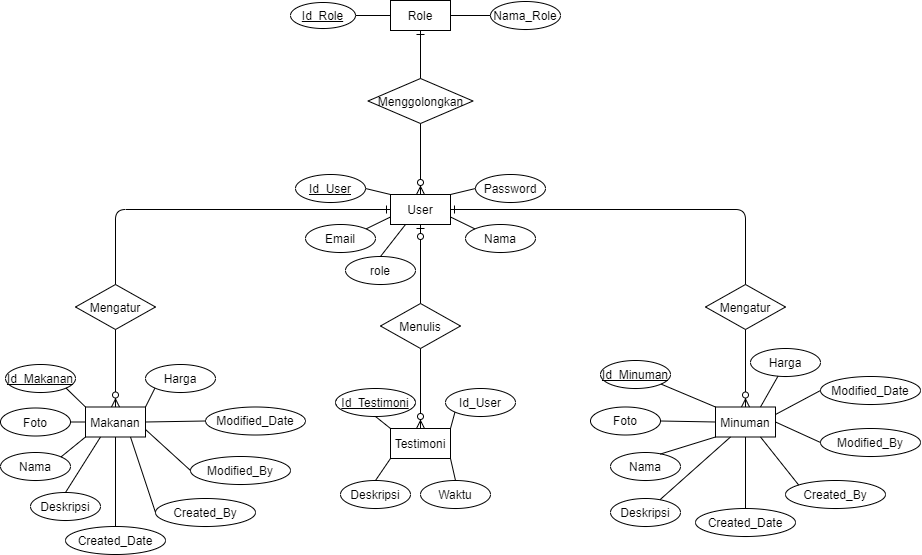 Id_Role
Role
Nama_Role
Menggolongkan
Id_User
Password
User
Email
Nama
role
Mengatur
Menulis
Mengatur
Id_Makanan
Harga
Foto
Makanan
Modified_Date
Nama
Modified_By
Deskripsi
Created_By
Created_Date
Id_Testimoni
Id_User
Testimoni
Deskripsi
Waktu
Id_Minuman
Harga
Modified_Date
Foto
Minuman
Modified_By
Nama
Created_By
Deskripsi
Created_Date